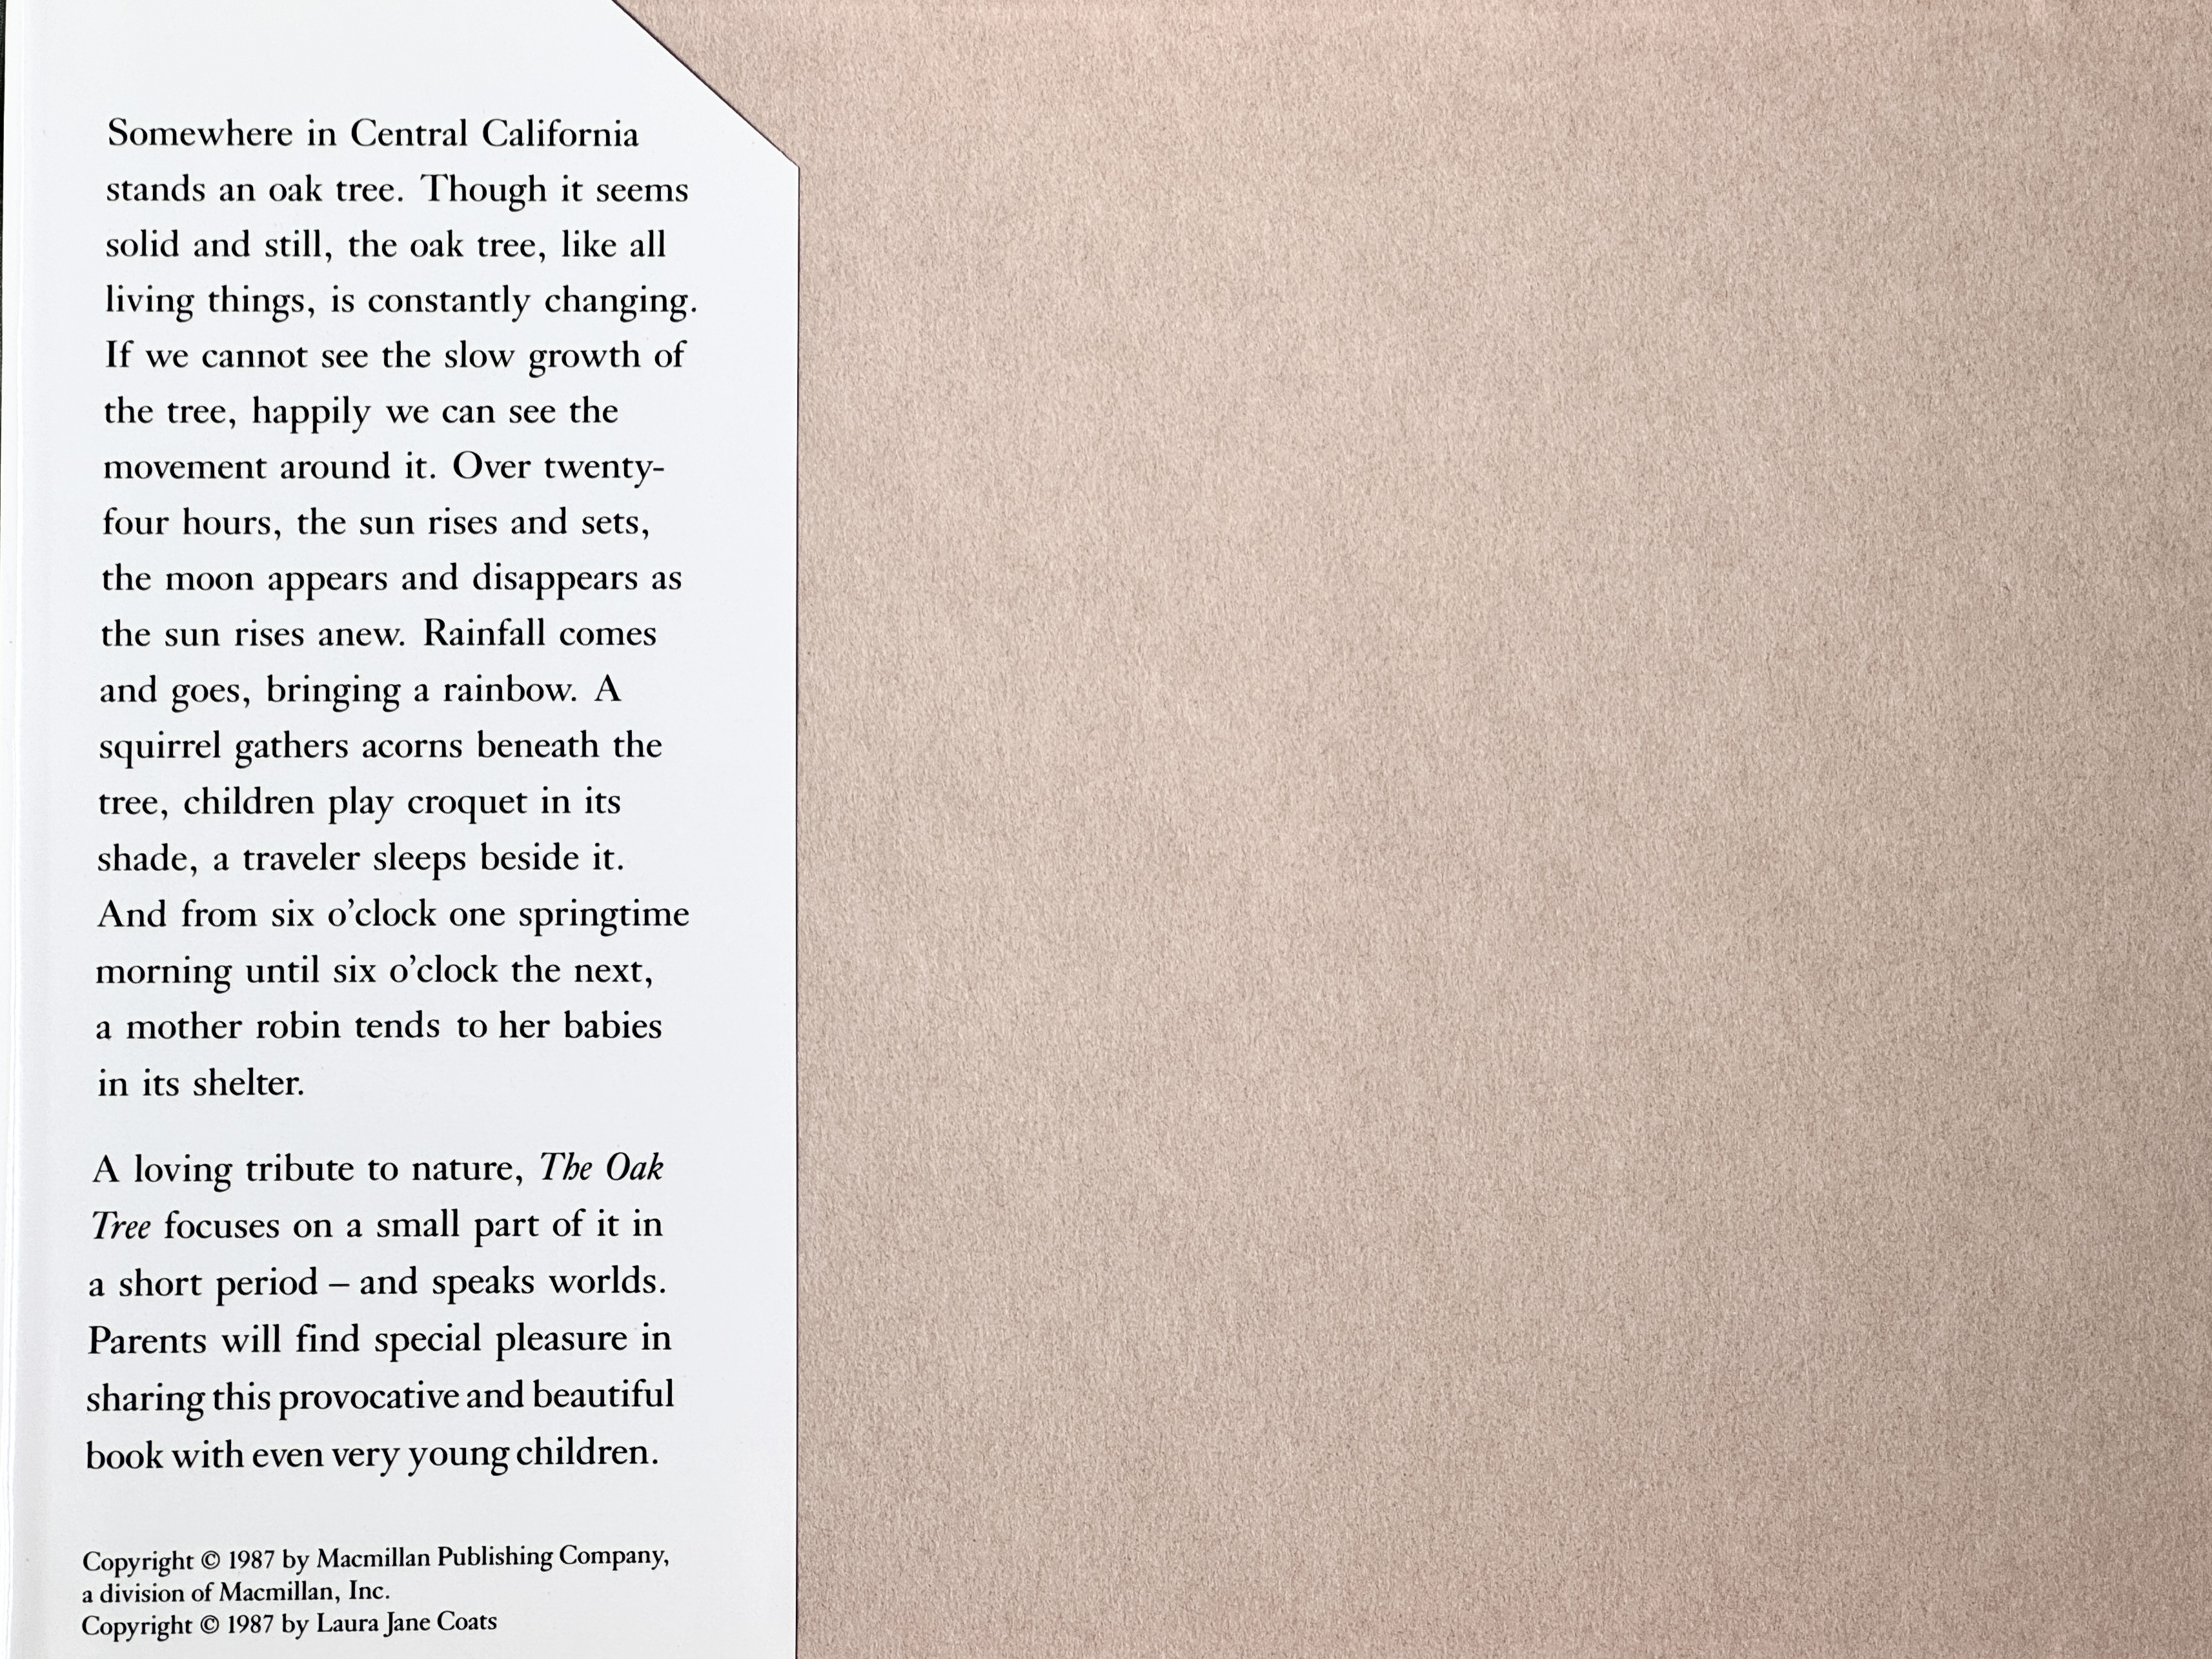 Somewhere in Central California
stands an oak tree. Though it seems
solid and still, the oak tree, like all
living things, is constantly changing.
If we cannot see the slow growth of
the tree, happily we can see the
movement around it. Over twenty-
four hours, the sun rises and sets,
the moon appears and disappears as
the sun rises anew. Rainfall comes
and goes, bringing a rainbow. A
squirrel gathers acorns beneath the
tree, children play croquet in its
shade, a traveler sleeps beside it.
And from six o’clock one springtime
morning until six o’clock the next,
a mother robin tends to her babies
in its shelter.
A loving tribute to nature, The Oak
Tree focuses on a small part of it in
a short period – and speaks worlds.
Parents will find special pleasure in
sharing this provocative and beautiful
book with even very young children.
Copyright © 1987 by Macmillan Publishing Company,
a division of Macmillan, Inc.
Copyright © 1987 by Laura Jane Coats